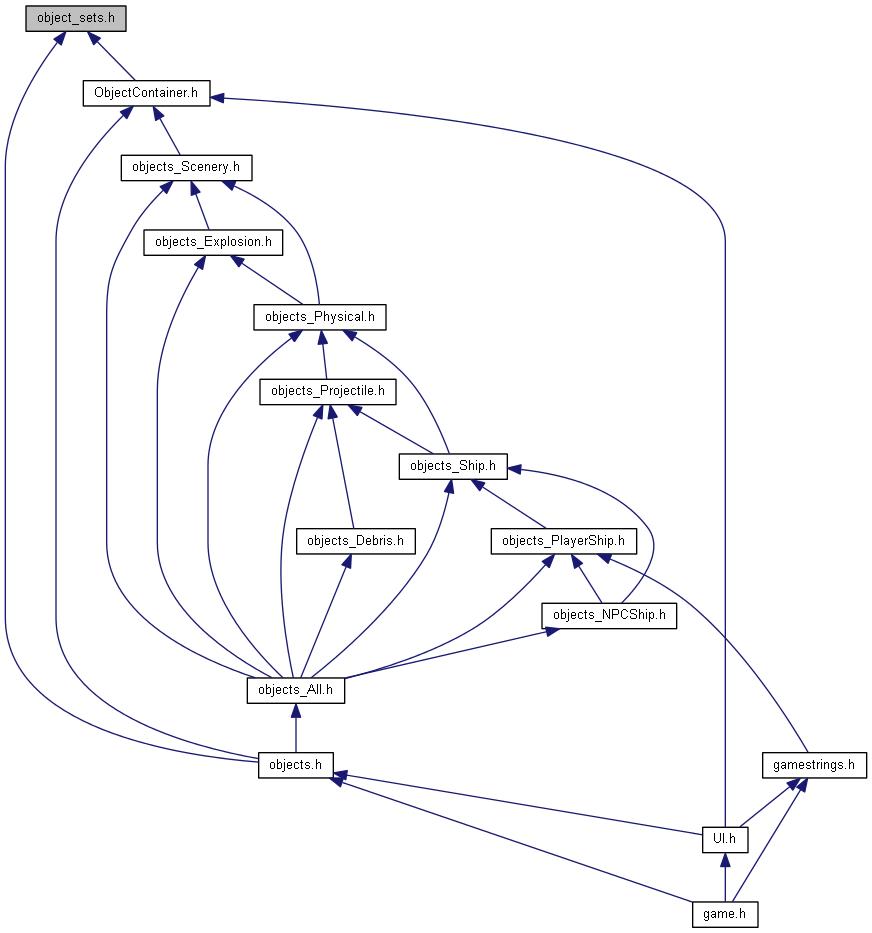 object_sets.h
ObjectContainer.h
objects_Scenery.h
objects_Explosion.h
objects_Physical.h
objects_Projectile.h
objects_Ship.h
objects_Debris.h
objects_PlayerShip.h
objects_NPCShip.h
objects_All.h
objects.h
gamestrings.h
UI.h
game.h